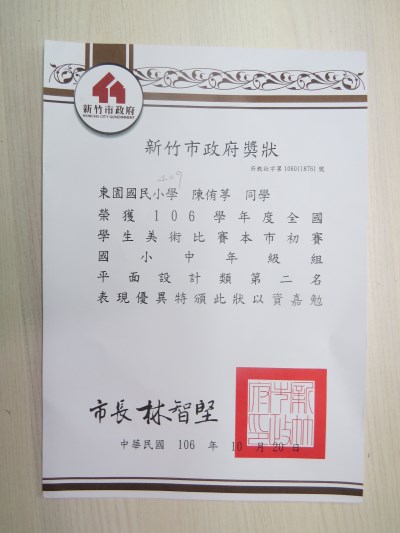 新竹市政府
HSINCHU CITY GOVERNMENT
新竹市政府獎狀
府教社字第1060118761號
409
東園國民小學 陳侑葶 同學
榮獲106學年度全國
學生美術比賽本市初賽
國小中年級組
平面設計類第二名
表現優異特頒此狀以資嘉勉
市長 林智堅
中華民國 106 年 10 月 20 日